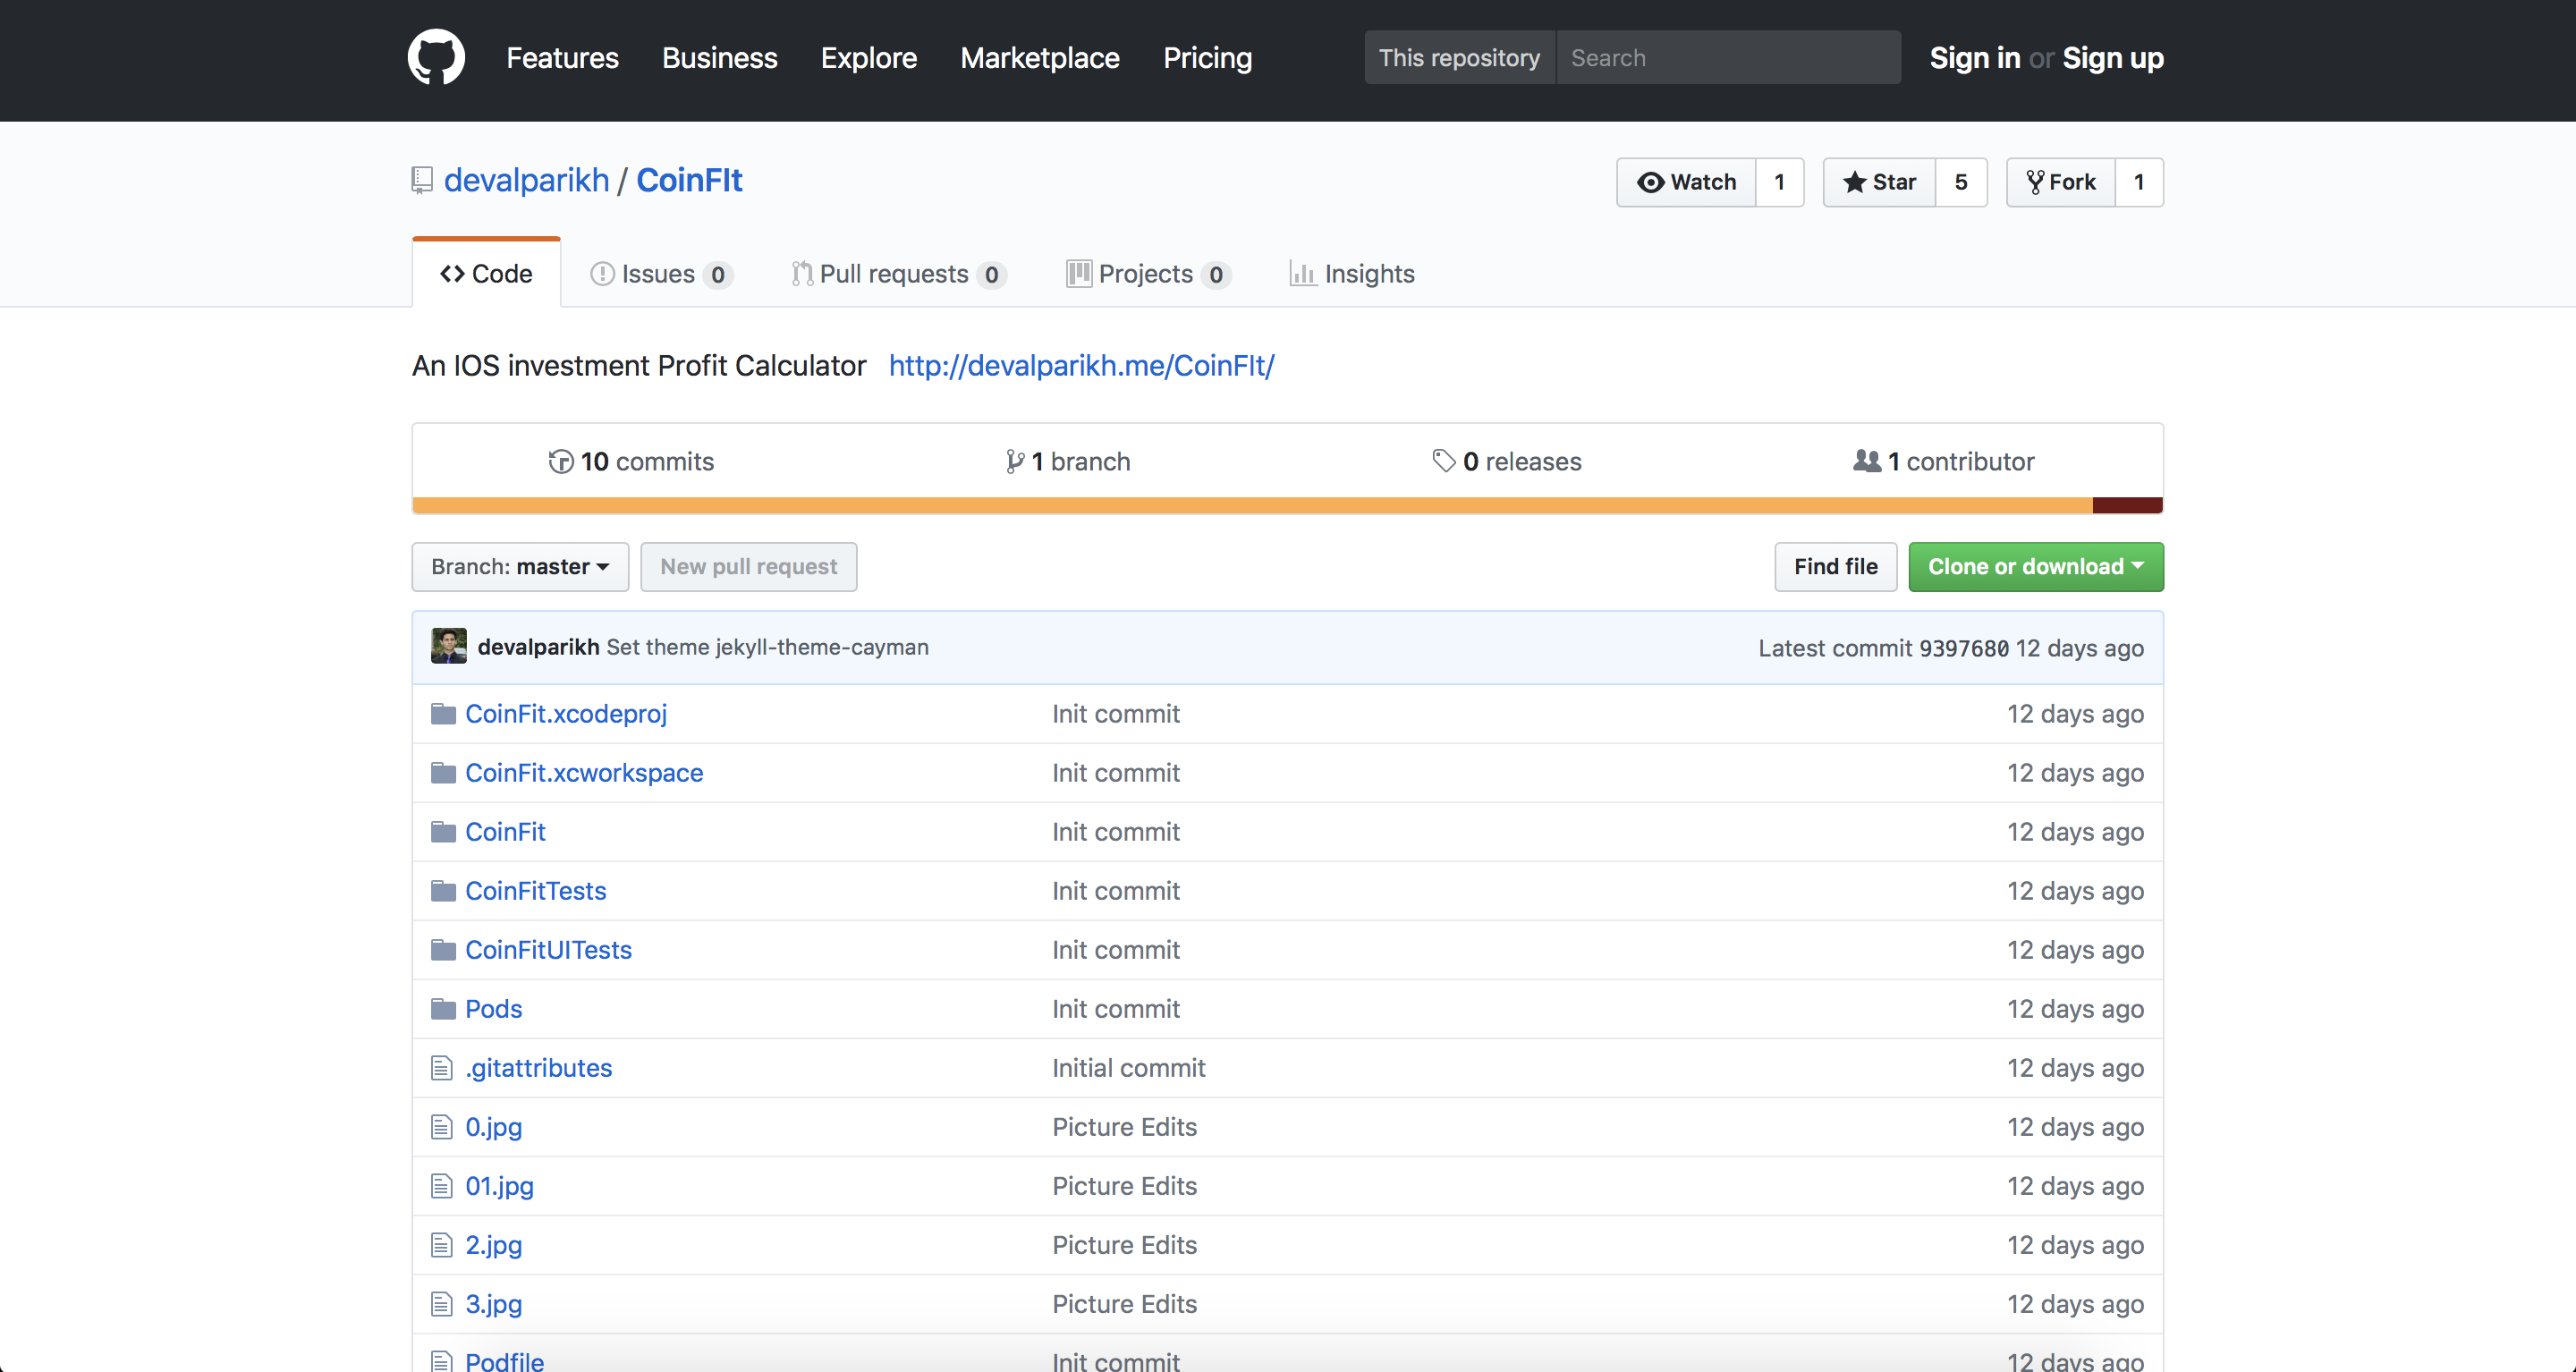 Features Business Explore Marketplace Pricing This repository Search Sign in or Sign up
devalparikh / CoinFIt Watch 1 Star 5 Fork 1
Code Issues 0 Pull requests 0 Projects 0 Insights
An IOS investment Profit Calculator http://devalparikh.me/CoinFIt/
10 commits 1 branch 0 releases 1 contributor
Branch: master New pull request Find file Clone or download
devalparikh Set theme jekyll-theme-cayman Latest commit 9397680 12 days ago
CoinFit.xcodeproj Init commit 12 days ago
CoinFit.xcworkspace Init commit 12 days ago
CoinFit Init commit 12 days ago
CoinFitTests Init commit 12 days ago
CoinFitUITests Init commit 12 days ago
Pods Init commit 12 days ago
.gitattributes Initial commit 12 days ago
0.jpg Picture Edits 12 days ago
01.jpg Picture Edits 12 days ago
2.jpg Picture Edits 12 days ago
3.jpg Picture Edits 12 days ago
Podfile Init commit 12 days ago